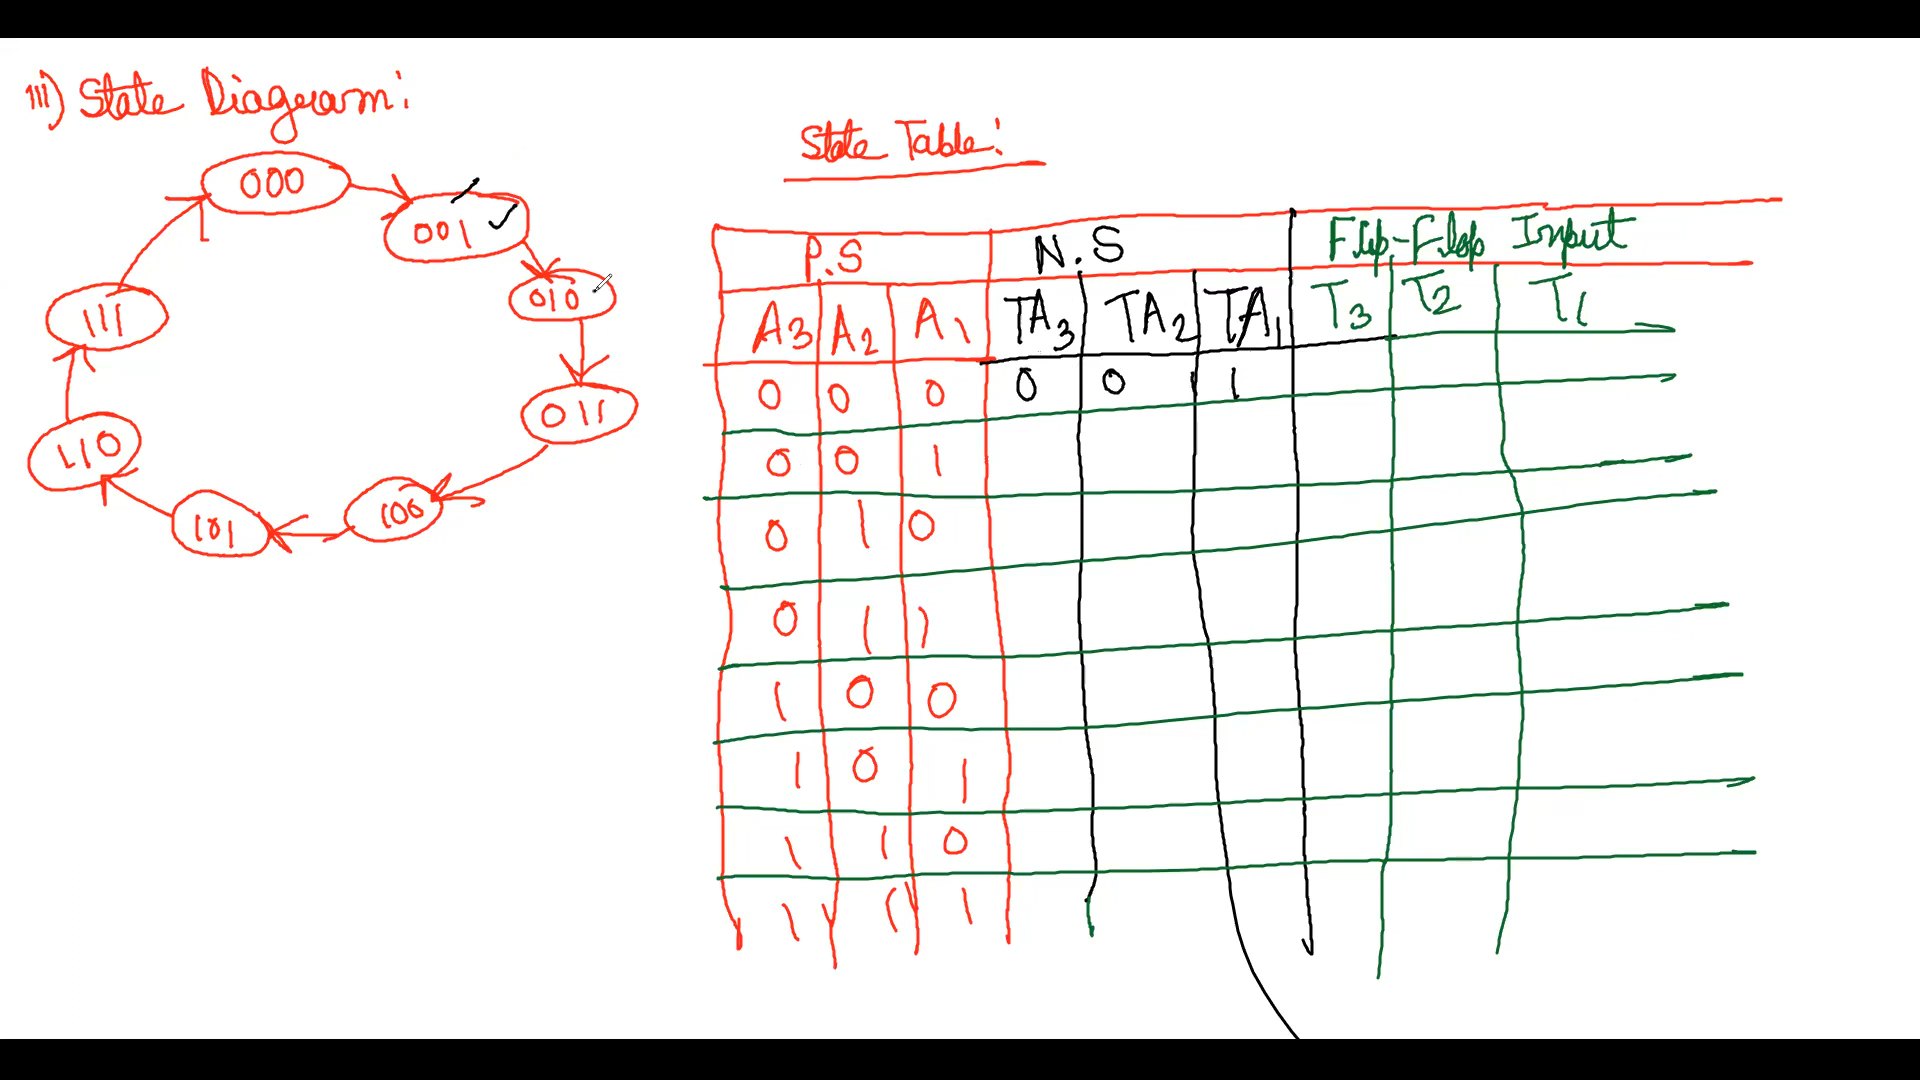 III) State Diagram:
000
001
010
011
100
101
110
111
State Table:
P.S N.S Flip-Flop Input
A3 A2 A1 TA3 TA2 TA1 T3 T2 T1
0 0 0 0 0 1
0 0 1
0 1 0
0 1 1
1 0 0
1 0 1
1 1 0
1 1 1